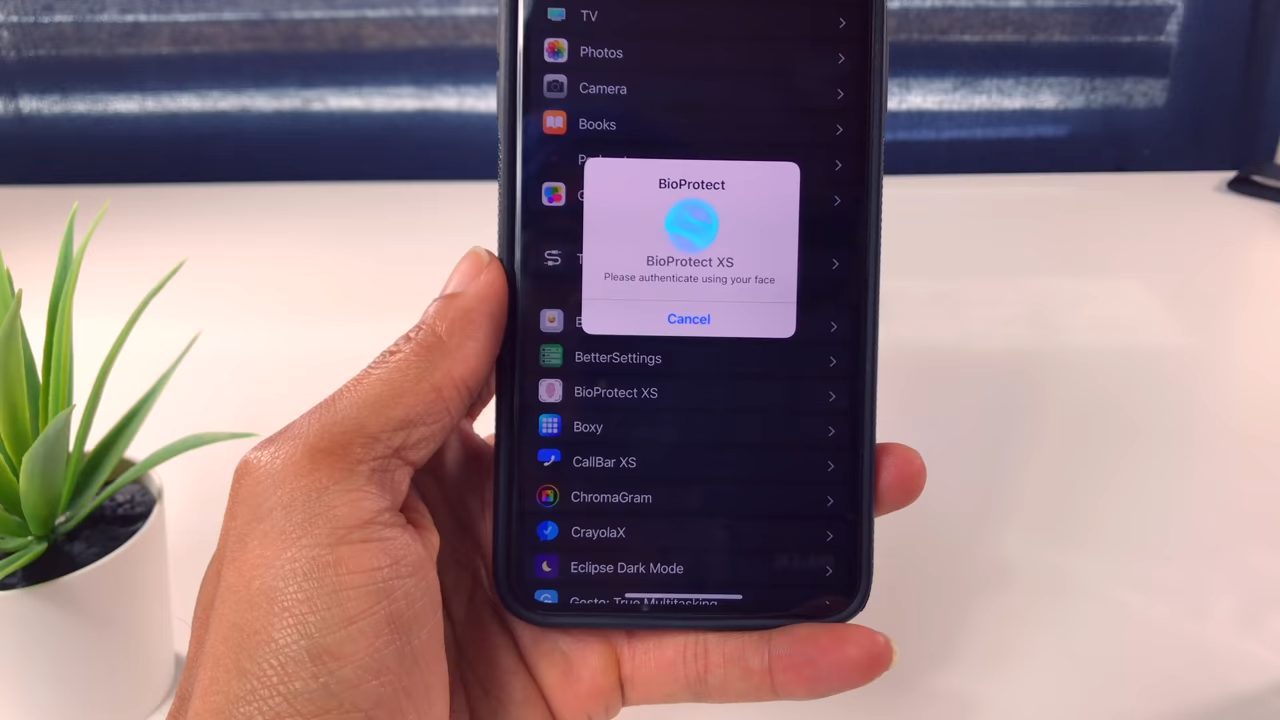 TV
Photos
Camera
Books
BioProtect
BioProtect XS
Please authenticate using your face
Cancel
BetterSettings
BioProtect XS
Boxy
CallBar XS
ChromaGram
CrayolaX
Eclipse Dark Mode
Gesto: True Multitasking